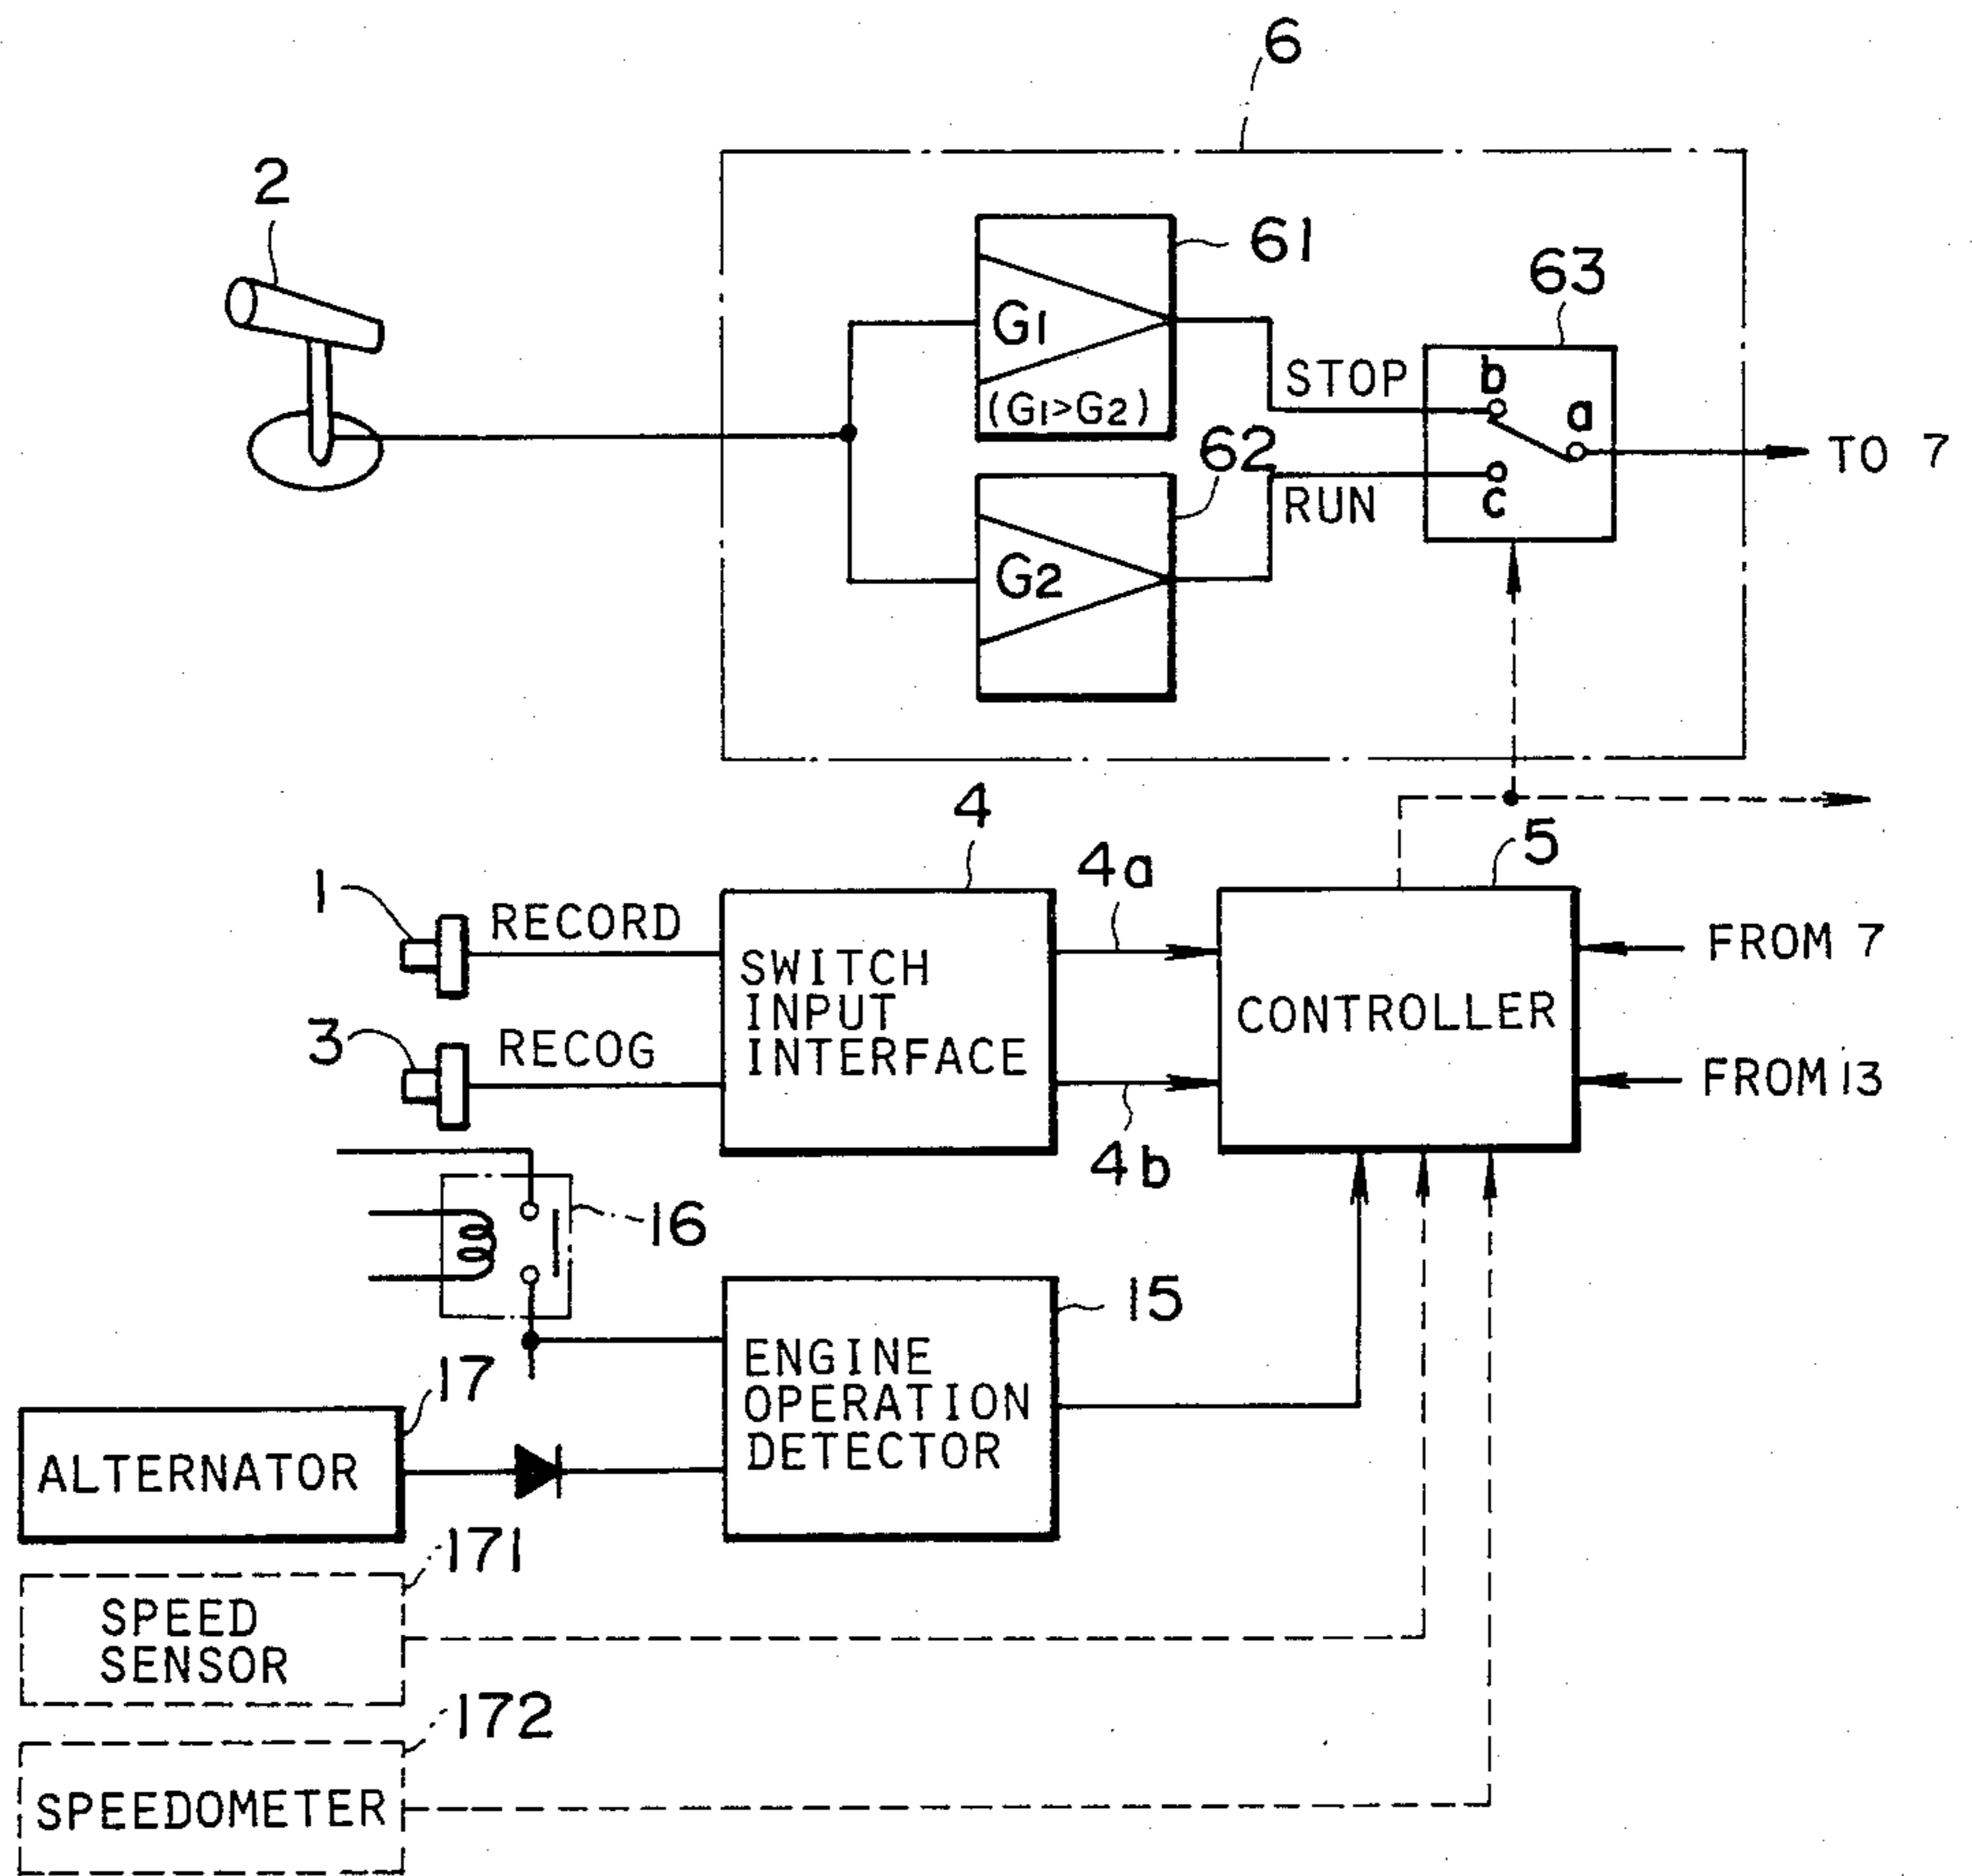 6
2
61
63
G1
(G1>G2)
STOP
b
a
TO 7
62
RUN
c
G2
4
5
1
RECORD
4a
FROM 7
SWITCH
INPUT
INTERFACE
CONTROLLER
3
RECOG
FROM 13
4b
16
15
ENGINE
OPERATION
DETECTOR
17
ALTERNATOR
171
SPEED
SENSOR
172
SPEEDOMETER